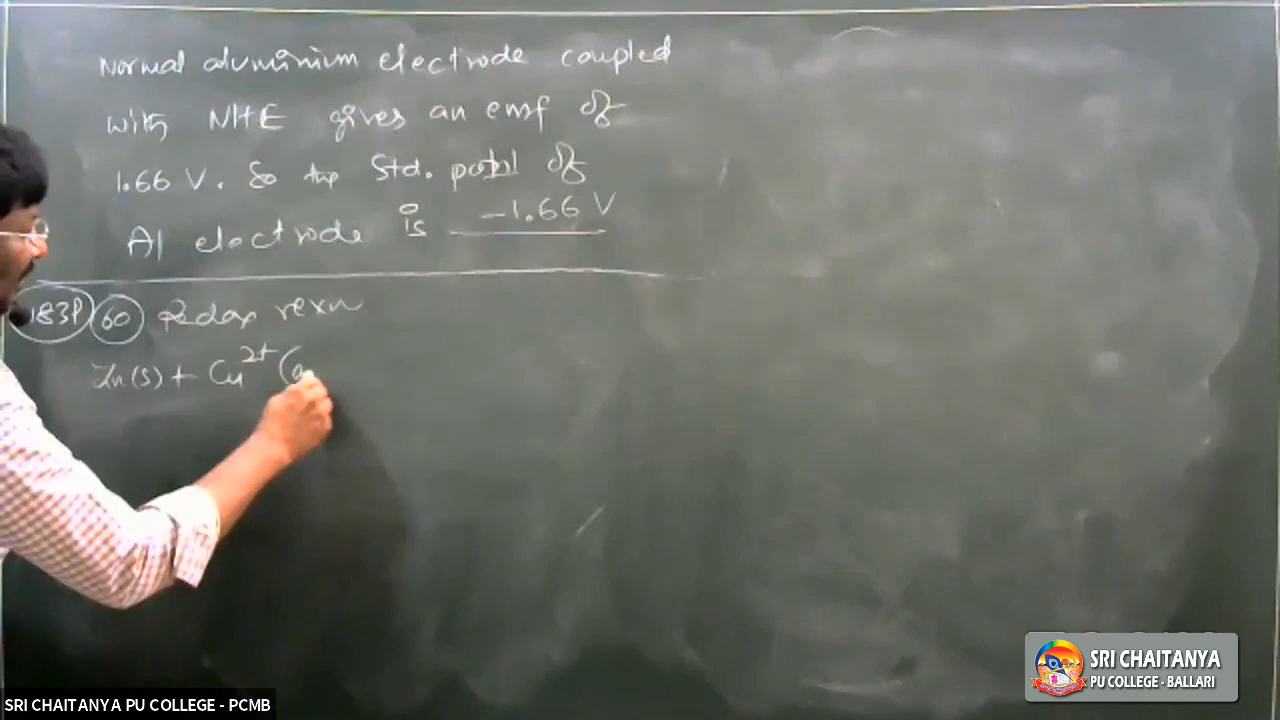 Normal aluminium electrode coupled
with NHE gives an emf of
1.66 V. So the Std. potnl of
Al electrode is -1.66 V
183P 60 Redox rexn
Zn(s) + Cu2+ (a
SRI CHAITANYA
PU COLLEGE - BALLARI
SRI CHAITANYA PU COLLEGE - PCMB